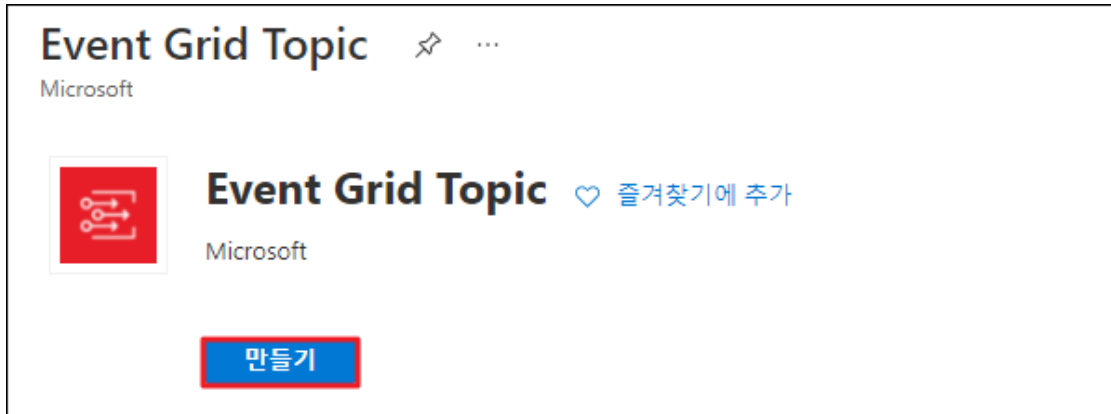 Event Grid Topic
Microsoft
Event Grid Topic 즐겨찾기에 추가
Microsoft
만들기